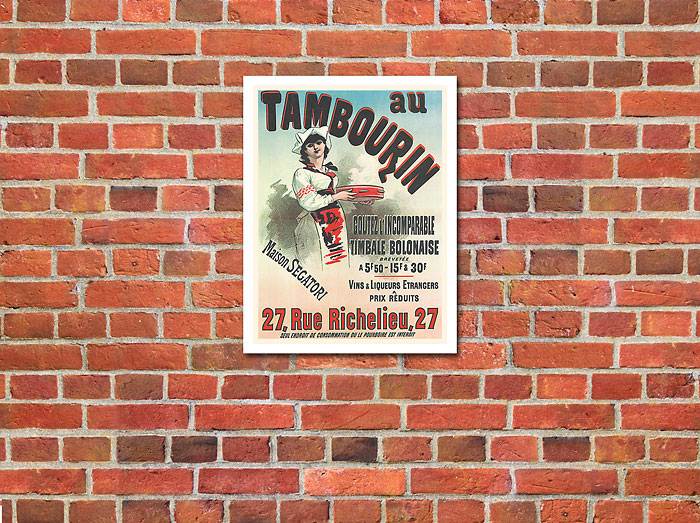 au
TAMBOURIN
GOUTEZ L'INCOMPARABLE
TIMBALE BOLONAISE
BREVETÉE
A 5F50-15F& 30F
Maison SEGATORI
VINS & LIQUEURS ETRANGERS
A
PRIX RÉDUITS
27, Rue Richelieu, 27
SEUL ENDROIT DE CONSOMMATION OU LE POURBOIRE EST INTERDIT